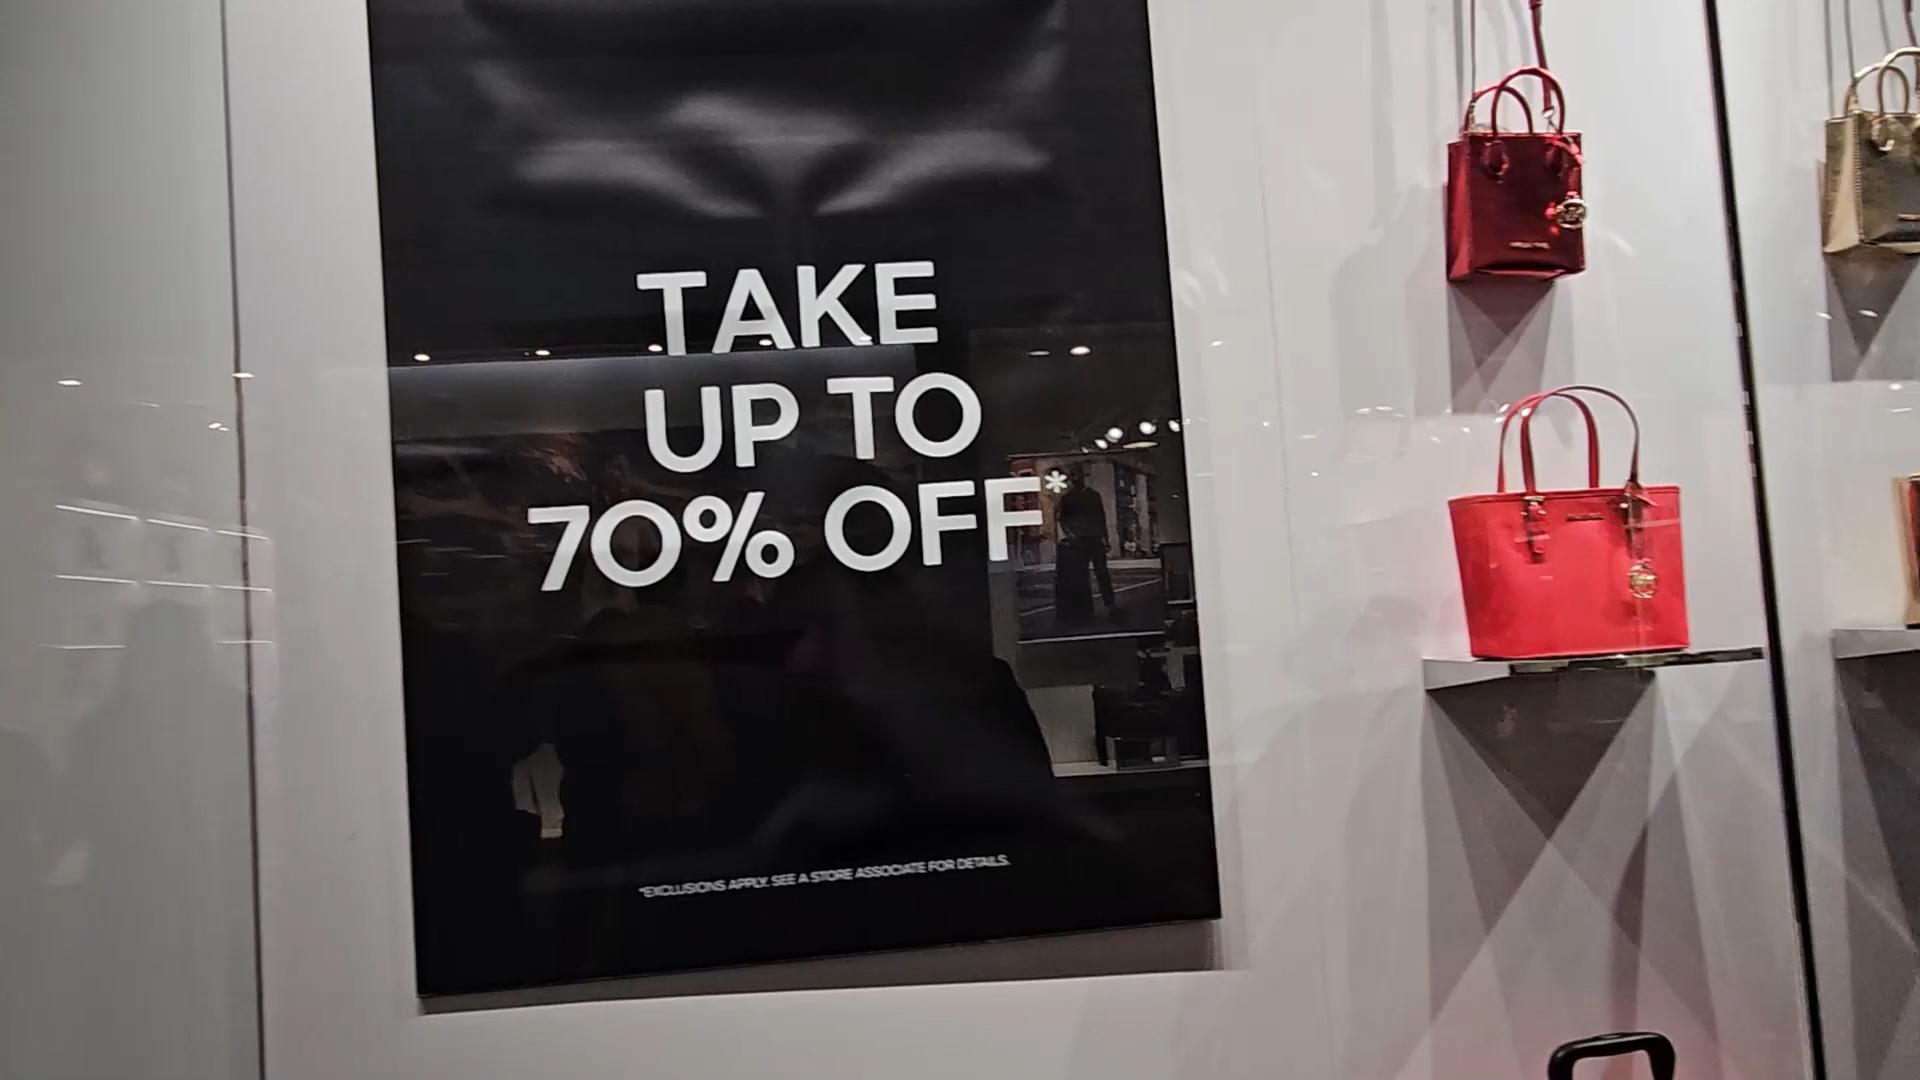 TAKE
UP TO
70% OFF*
*EXCLUSIONS APPLY. SEE A STORE ASSOCIATE FOR DETAILS.